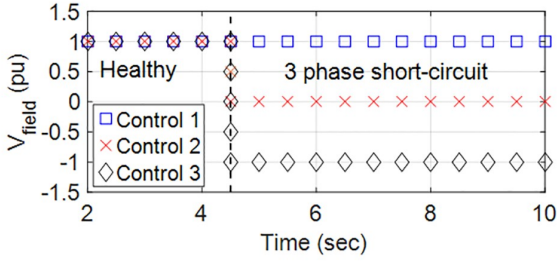 1.5
1
0.5
0
-0.5
-1
-1.5
V_field (pu)
Healthy
3 phase short-circuit
Control 1
Control 2
Control 3
2
4
6
8
10
Time (sec)